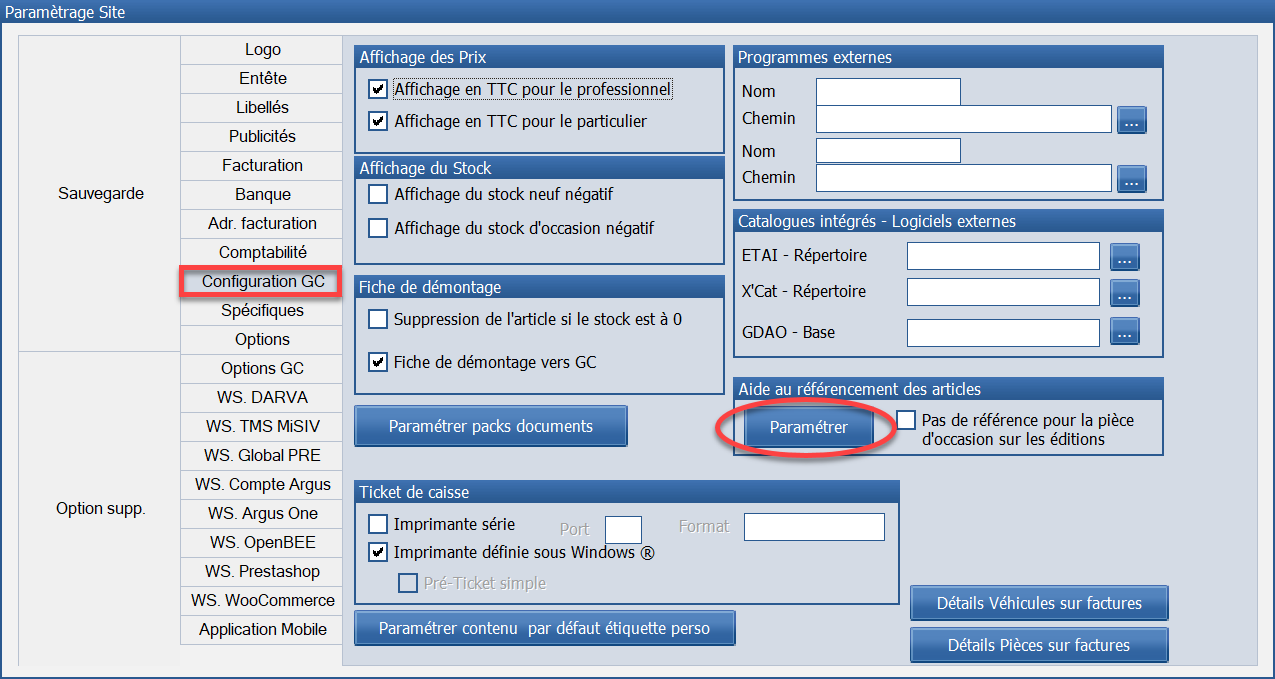 Paramètrage Site
Sauvegarde
Option supp.
Logo
Entête
Libellés
Publicités
Facturation
Banque
Adr. facturation
Comptabilité
Configuration GC
Spécifiques
Options
Options GC
WS. DARVA
WS. TMS MiSIV
WS. Global PRE
WS. Compte Argus
WS. Argus One
WS. OpenBEE
WS. Prestashop
WS. WooCommerce
Application Mobile
Affichage des Prix
Affichage en TTC pour le professionnel
Affichage en TTC pour le particulier
Affichage du Stock
Affichage du stock neuf négatif
Affichage du stock d'occasion négatif
Fiche de démontage
Suppression de l'article si le stock est à 0
Fiche de démontage vers GC
Paramétrer packs documents
Programmes externes
Nom
Chemin ...
Nom
Chemin ...
Catalogues intégrés - Logiciels externes
ETAI - Répertoire ...
X'Cat - Répertoire ...
GDAO - Base ...
Aide au référencement des articles
Paramétrer
Pas de référence pour la pièce
d'occasion sur les éditions
Ticket de caisse
Imprimante série Port Format
Imprimante définie sous Windows ®
Pré-Ticket simple
Paramétrer contenu par défaut étiquette perso
Détails Véhicules sur factures
Détails Pièces sur factures